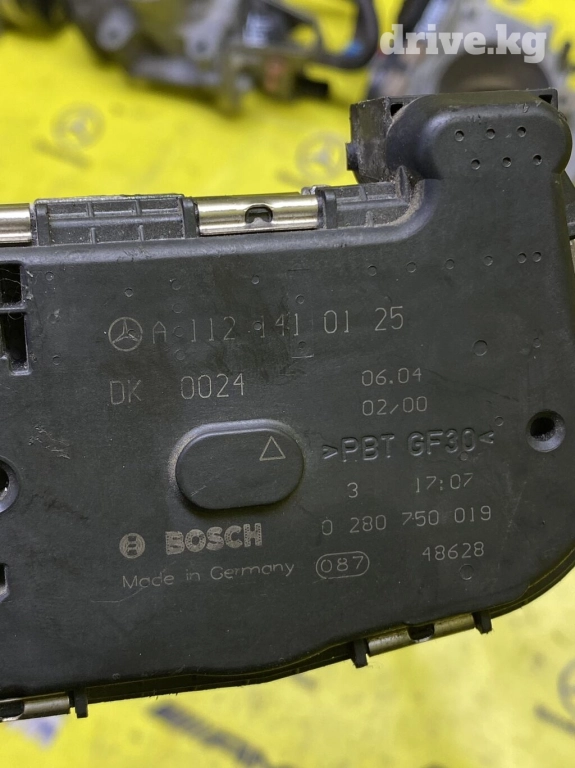 drive.kg
A 112 141 01 25
DK 0024
06.04
02/00
>PBT GF30<
3 17:07
BOSCH
0 280 750 019
Made in Germany
087
48628